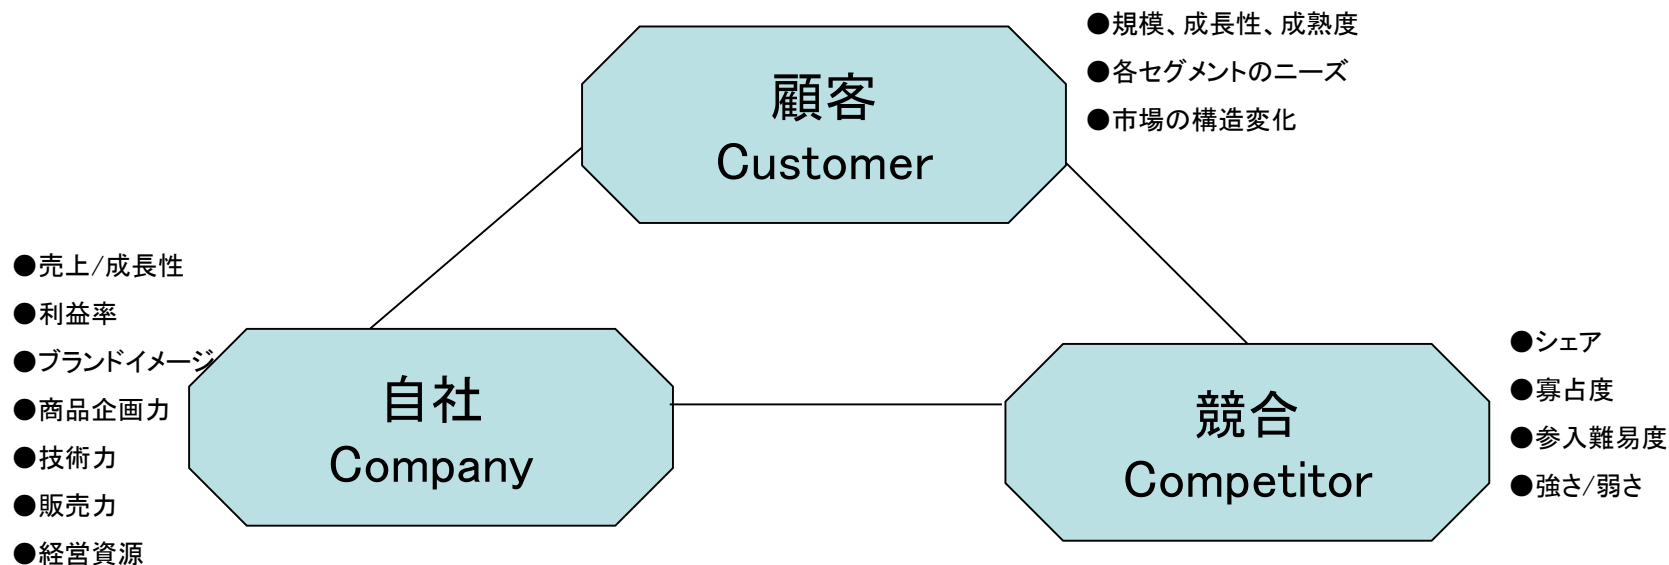 顧客
Customer
●規模、成長性、成熟度
●各セグメントのニーズ
●市場の構造変化
●売上/成長性
●利益率
●ブランドイメージ
●商品企画力
●技術力
●販売力
●経営資源
自社
Company
競合
Competitor
●シェア
●寡占度
●参入難易度
●強さ/弱さ